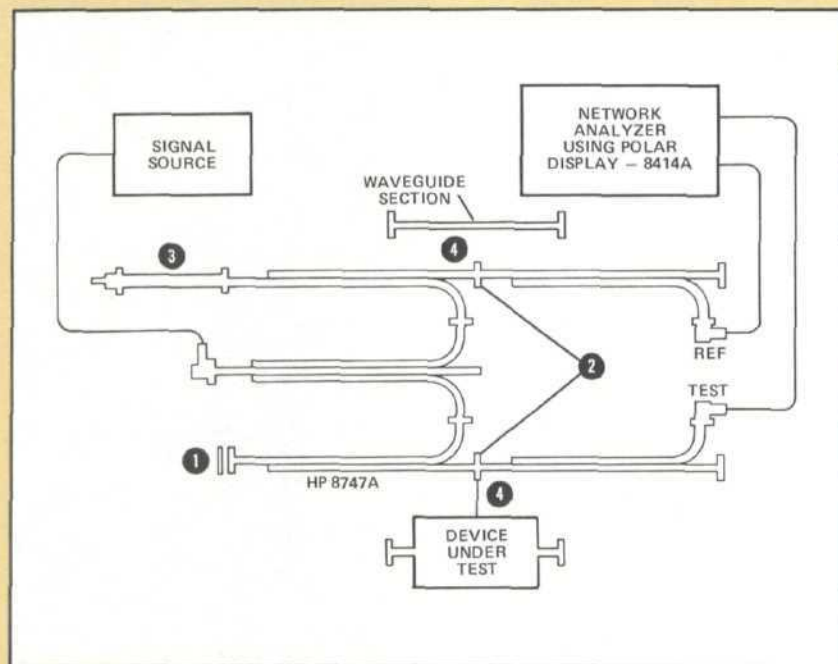 SIGNAL
SOURCE
NETWORK
ANALYZER
USING POLAR
DISPLAY – 8414A
WAVEGUIDE
SECTION
3
4
REF
2
TEST
1
HP 8747A
4
DEVICE
UNDER
TEST